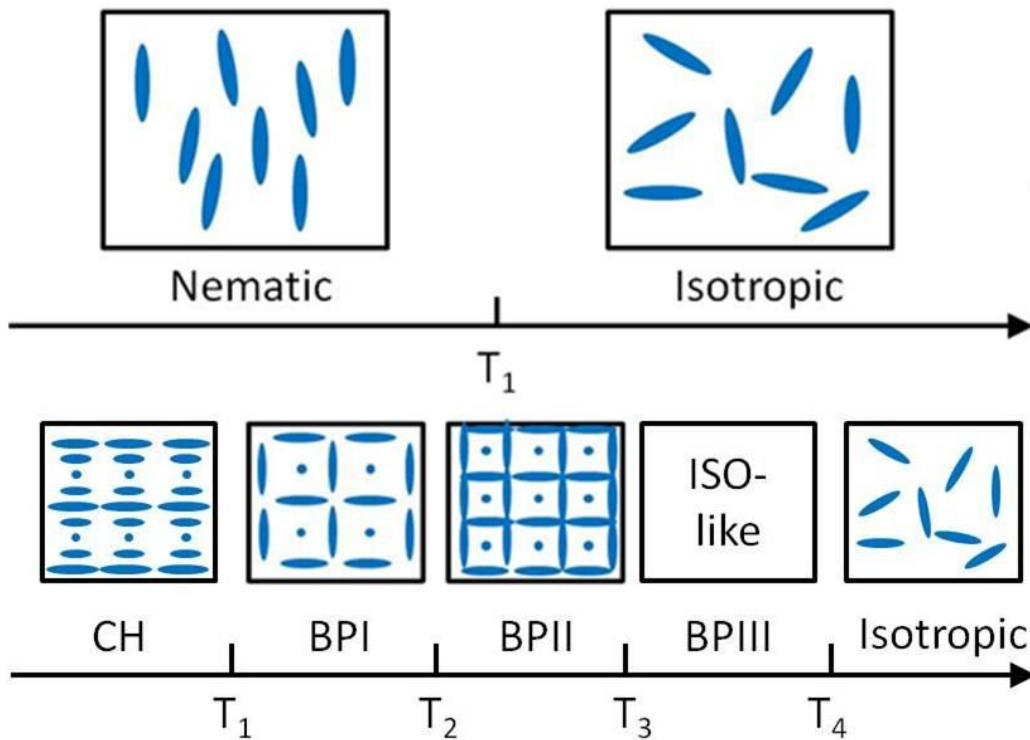 Nematic Isotropic
T₁
ISO-
like
CH BPI BPII BPIII Isotropic
T₁ T₂ T₃ T₄